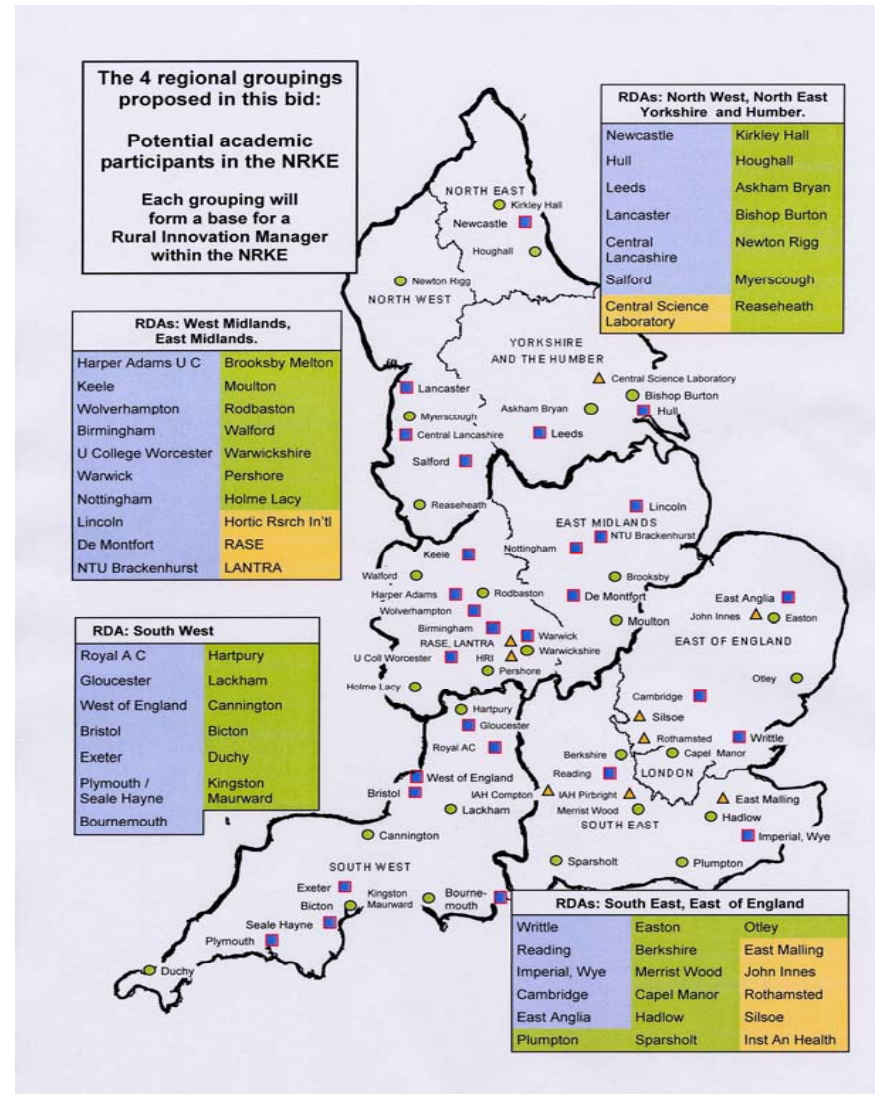 The 4 regional groupings
proposed in this bid:
Potential academic
participants in the NRKE
Each grouping will
form a base for a
Rural Innovation Manager
within the NRKE
RDAs: North West, North East
Yorkshire and Humber.
Newcastle Kirkley Hall
Hull Houghall
Leeds Askham Bryan
Lancaster Bishop Burton
Central
Lancashire Newton Rigg
Salford Myerscough
Central Science
Laboratory Reaseheath
RDAs: West Midlands,
East Midlands.
Harper Adams U C Brooksby Melton
Keele Moulton
Wolverhampton Rodbaston
Birmingham Walford
U College Worcester Warwickshire
Warwick Pershore
Nottingham Holme Lacy
Lincoln Hortic Rsrch In'tl
De Montfort RASE
NTU Brackenhurst LANTRA
RDA: South West
Royal A C Hartpury
Gloucester Lackham
West of England Cannington
Bristol Bicton
Exeter Duchy
Plymouth /
Seale Hayne Kingston
Maurward
Bournemouth
NORTH EAST
Kirkley Hall
Newcastle
Houghall
Newton Rigg
NORTH WEST
YORKSHIRE
AND THE HUMBER
Central Science Laboratory
Lancaster
Bishop Burton
Askham Bryan
Hull
Myerscough
Central Lancashire
Leeds
Salford
Reaseheath
Lincoln
EAST MIDLANDS
NTU Brackenhurst
Nottingham
Keele
Walford
Brooksby
Harper Adams
Rodbaston
De Montfort
East Anglia
Wolverhampton
John Innes
Easton
Birmingham
Moulton
Warwick
RASE, LANTRA
EAST OF ENGLAND
Warwickshire
U Coll Worcester
HRI
Pershore
Otley
Holme Lacy
Cambridge
Hartpury
Silsoe
Gloucester
Writtle
Rothamsted
Royal AC
Berkshire
Capel Manor
LONDON
Reading
West of England
Bristol
IAH Compton
IAH Pirbright
East Malling
Lackham
Merrist Wood
Hadlow
SOUTH EAST
Cannington
Imperial, Wye
Sparsholt
Plumpton
SOUTH WEST
Exeter
Kingston
Maurward
Bourne-
mouth
Bicton
Seale Hayne
Plymouth
Duchy
RDAs: South East, East of England
Writtle Easton Otley
Reading Berkshire East Malling
Imperial, Wye Merrist Wood John Innes
Cambridge Capel Manor Rothamsted
East Anglia Hadlow Silsoe
Plumpton Sparsholt Inst An Health